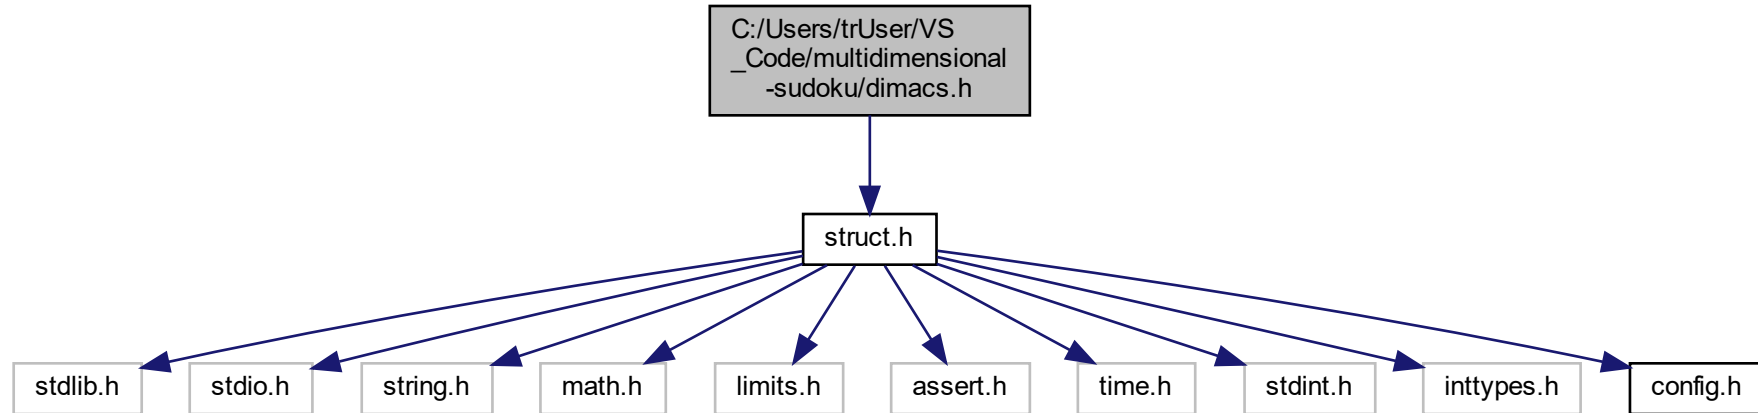 C:/Users/trUser/VS
_Code/multidimensional
-sudoku/dimacs.h
struct.h
stdlib.h
stdio.h
string.h
math.h
limits.h
assert.h
time.h
stdint.h
inttypes.h
config.h